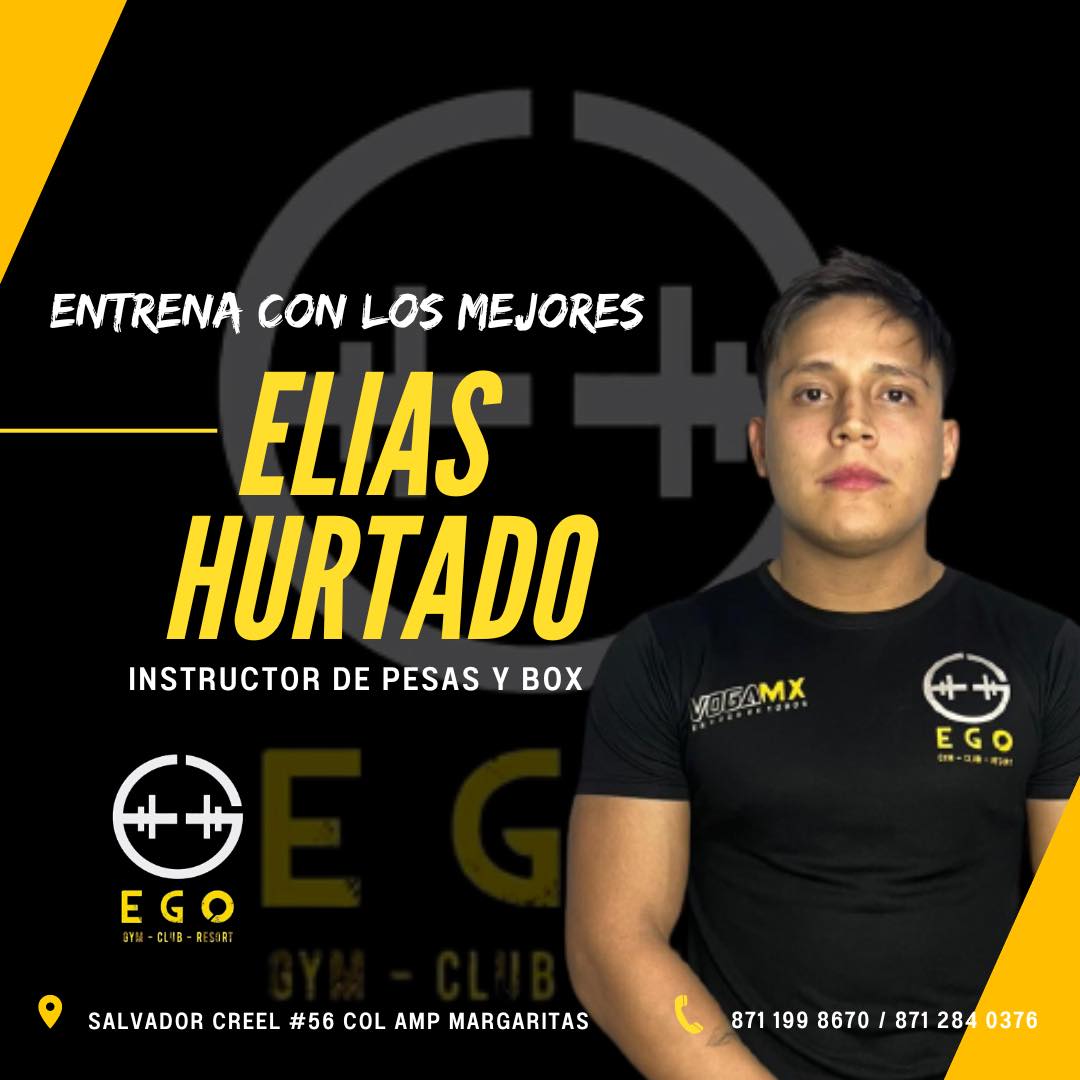 ENTRENA CON LOS MEJORES
ELIAS
HURTADO
INSTRUCTOR DE PESAS Y BOX
VOGAMX
EGO
GYM - CLUB - RESORT
EGO
GYM - CLUB - RESORT
E G
GYM - CLUB
SALVADOR CREEL #56 COL AMP MARGARITAS
871 199 8670 / 871 284 0376